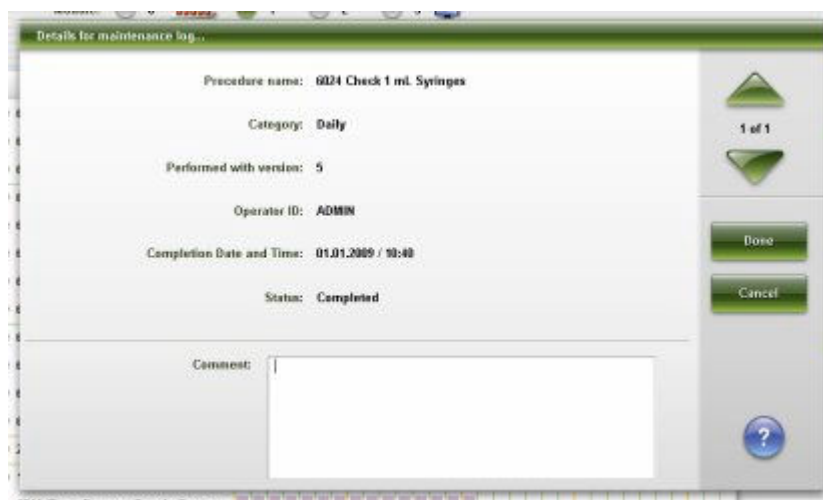 Details for maintenance log...
Procedure name: 6024 Check 1 mL Syringes
Category: Daily
1 of 1
Performed with version: 5
Operator ID: ADMIN
Done
Completion Date and Time: 01.01.2009 / 10:40
Cancel
Status: Completed
Comment:
?